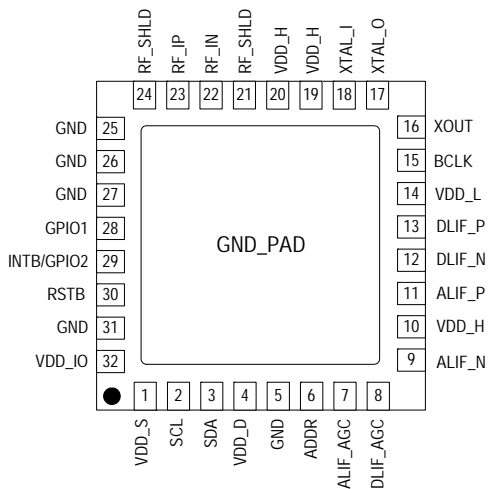 RF_SHLD RF_IP RF_IN RF_SHLD VDD_H VDD_H XTAL_I XTAL_O
24 23 22 21 20 19 18 17
GND 25
GND 26
GND 27
GPIO1 28
INTB/GPIO2 29
RSTB 30
GND 31
VDD_IO 32
GND_PAD
16 XOUT
15 BCLK
14 VDD_L
13 DLIF_P
12 DLIF_N
11 ALIF_P
10 VDD_H
9 ALIF_N
1 2 3 4 5 6 7 8
VDD_S SCL SDA VDD_D GND ADDR ALIF_AGC DLIF_AGC